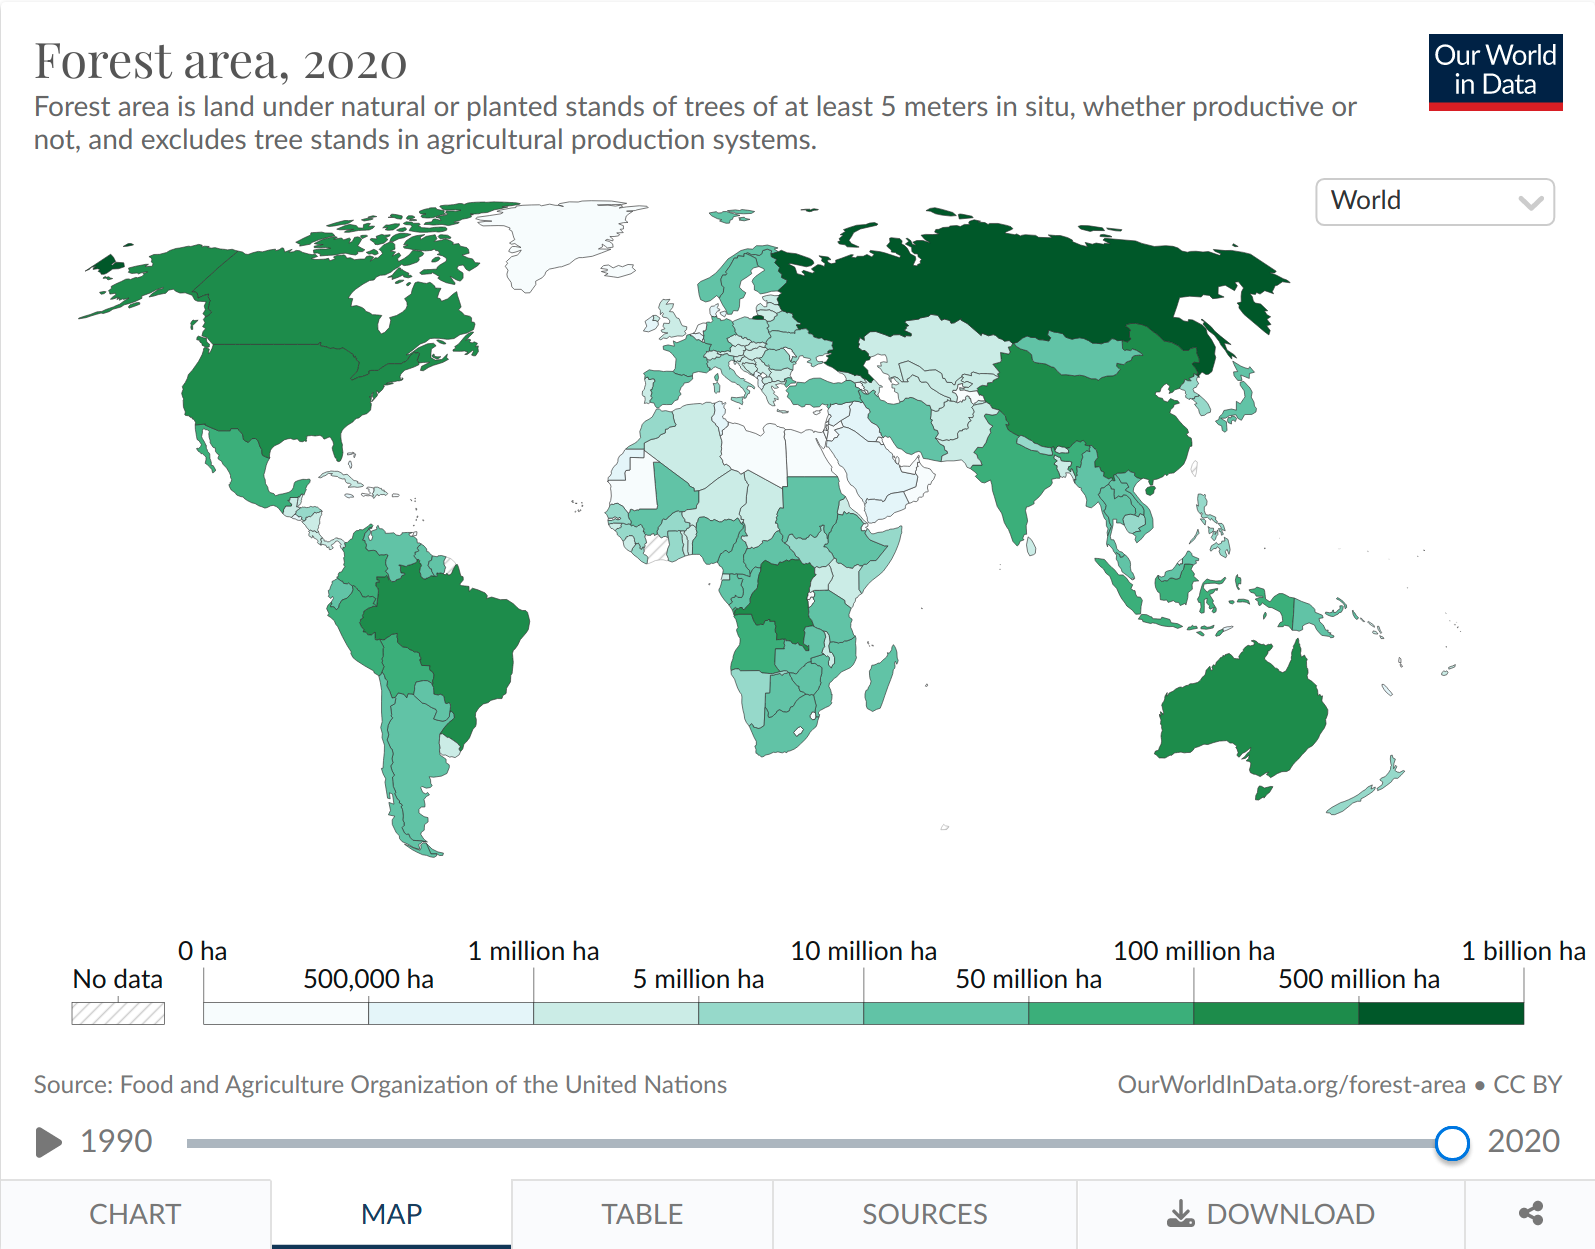 Forest area, 2020
Our World
in Data
Forest area is land under natural or planted stands of trees of at least 5 meters in situ, whether productive or
not, and excludes tree stands in agricultural production systems.
World
0 ha
1 million ha
10 million ha
100 million ha
1 billion ha
No data
500,000 ha
5 million ha
50 million ha
500 million ha
Source: Food and Agriculture Organization of the United Nations
OurWorldInData.org/forest-area • CC BY
1990
2020
CHART
MAP
TABLE
SOURCES
DOWNLOAD